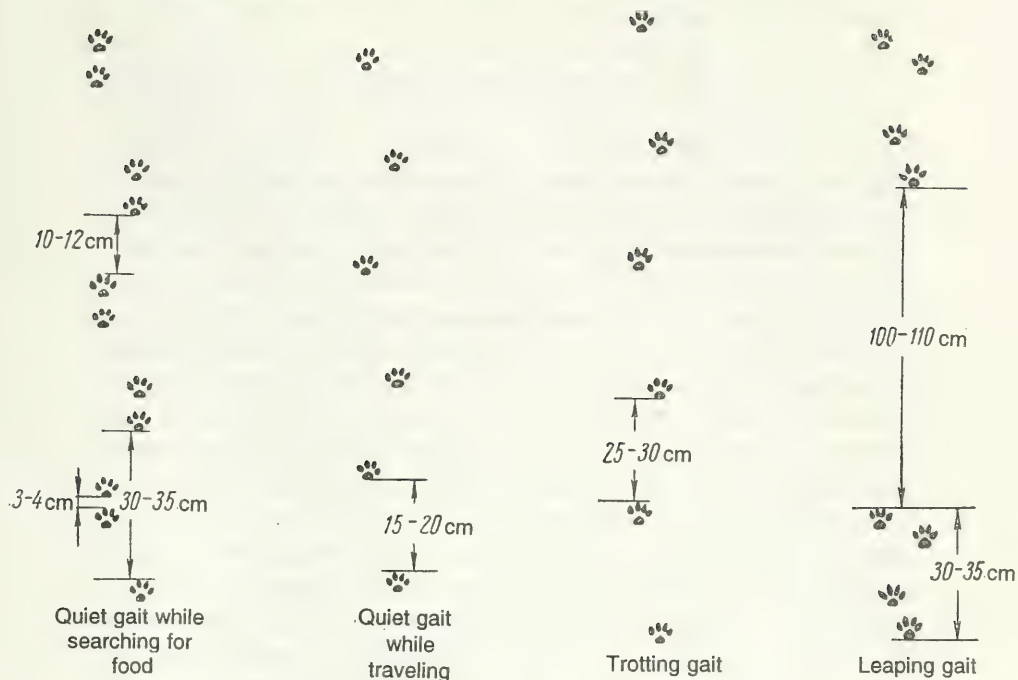 10-12 cm
.3-4 cm
30-35 cm
Quiet gait while
searching for
food
15-20 cm
.Quiet gait
while
traveling
25-30 cm
Trotting gait
100-110 cm
30-35 cm
Leaping gait